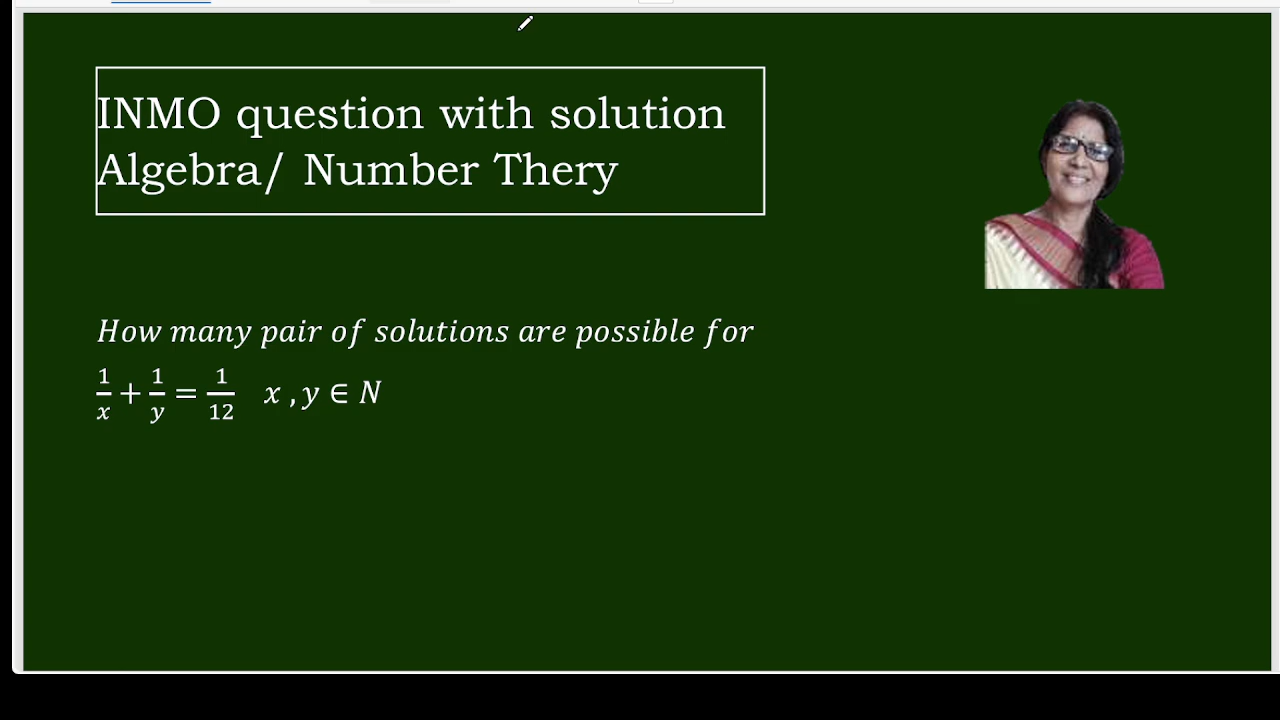 INMO question with solution
Algebra/ Number Thery
How many pair of solutions are possible for
1/x + 1/y = 1/12 x , y ∈ N